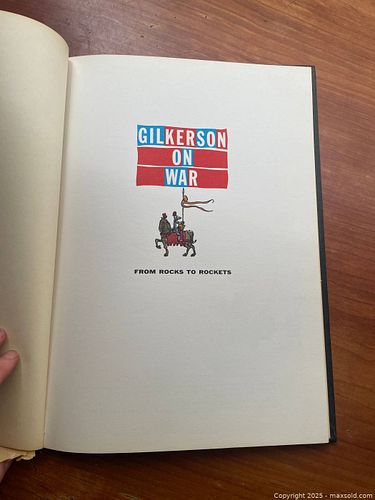 GILKERSON
ON
WAR
FROM ROCKS TO ROCKETS
Copyright 2025 - maxsold.com